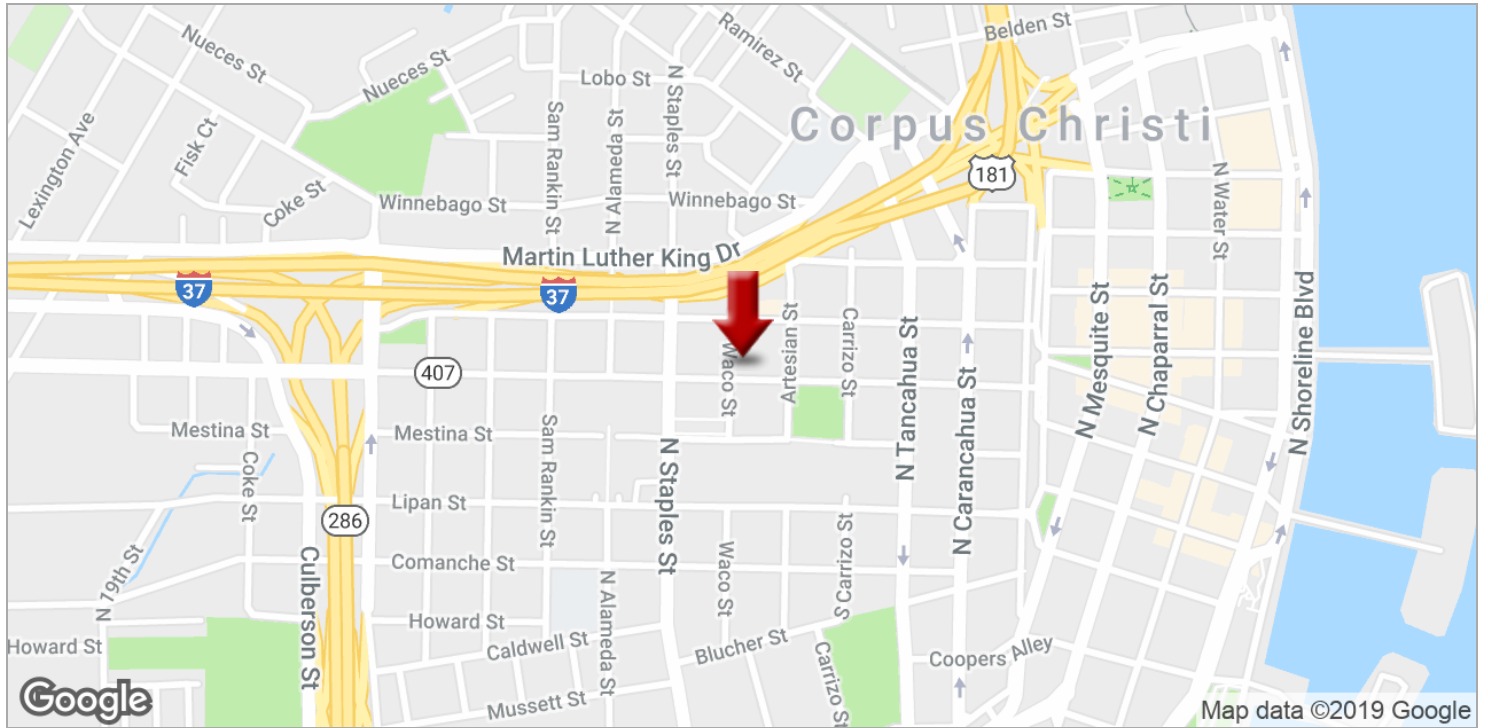 Belden St
Ramirez St
Nueces St
Nueces St
Lobo St
N Staples St
Sam Rankin St
N Alameda St
Corpus Christi
Lexington Ave
Fisk Ct
Coke St
181
N Water St
Winnebago St
Winnebago St
Martin Luther King Dr
37
37
N Mesquite St
N Chaparral St
N Shoreline Blvd
Artesian St
Carrizo St
N Tancahua St
N Carancahua St
Waco St
407
Mestina St
Mestina St
Sam Rankin St
N Staples St
Coke St
Lipan St
286
Comanche St
N 19th St
Culberson St
Waco St
S Carrizo St
N Alameda St
Howard St
Howard St
Caldwell St
Blucher St
Carrizo St
Coopers Alley
Mussett St
Google
Map data ©2019 Google